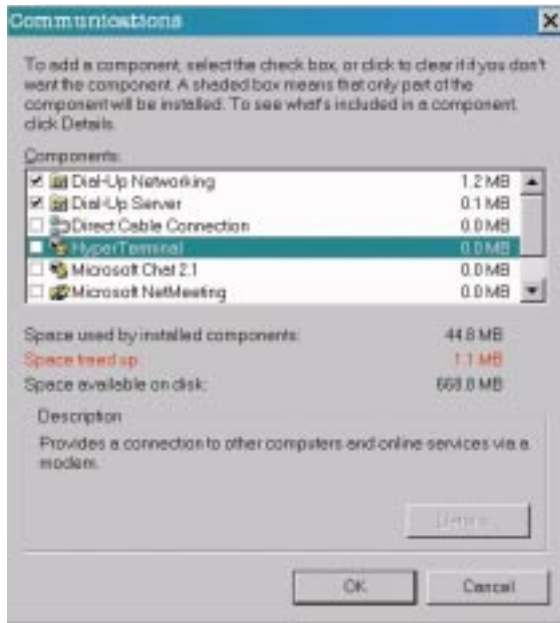 Communications
To add a component, select the check box, or click to clear it if you don't
want the component. A shaded box means that only part of the
component will be installed. To see what's included in a component,
click Details.
Components:
Dial-Up Networking 1.2 MB
Dial-Up Server 0.1 MB
Direct Cable Connection 0.0 MB
HyperTerminal 0.0 MB
Microsoft Chat 2.1 0.0 MB
Microsoft NetMeeting 0.0 MB
Space used by installed components: 44.8 MB
Space freed up: 1.1 MB
Space available on disk: 668.8 MB
Description
Provides a connection to other computers and online services via a
modem.
Details...
OK
Cancel